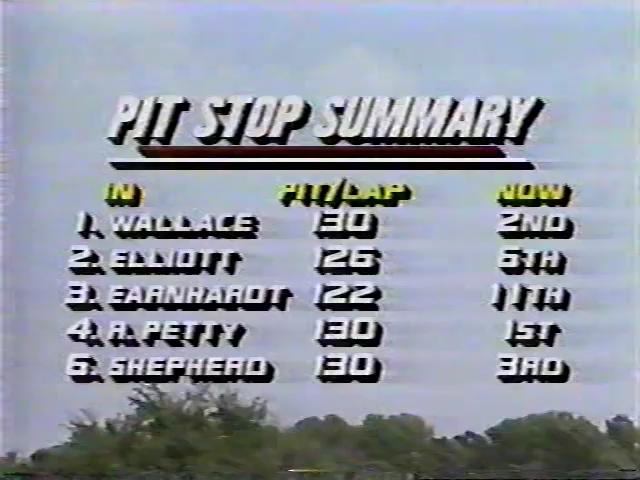 PIT STOP SUMMARY
IN PIT/LAP NOW
1. WALLACE 130 2ND
2. ELLIOTT 126 6TH
3. EARNHARDT 122 11TH
4. R. PETTY 130 1ST
6. SHEPHERD 130 3RD